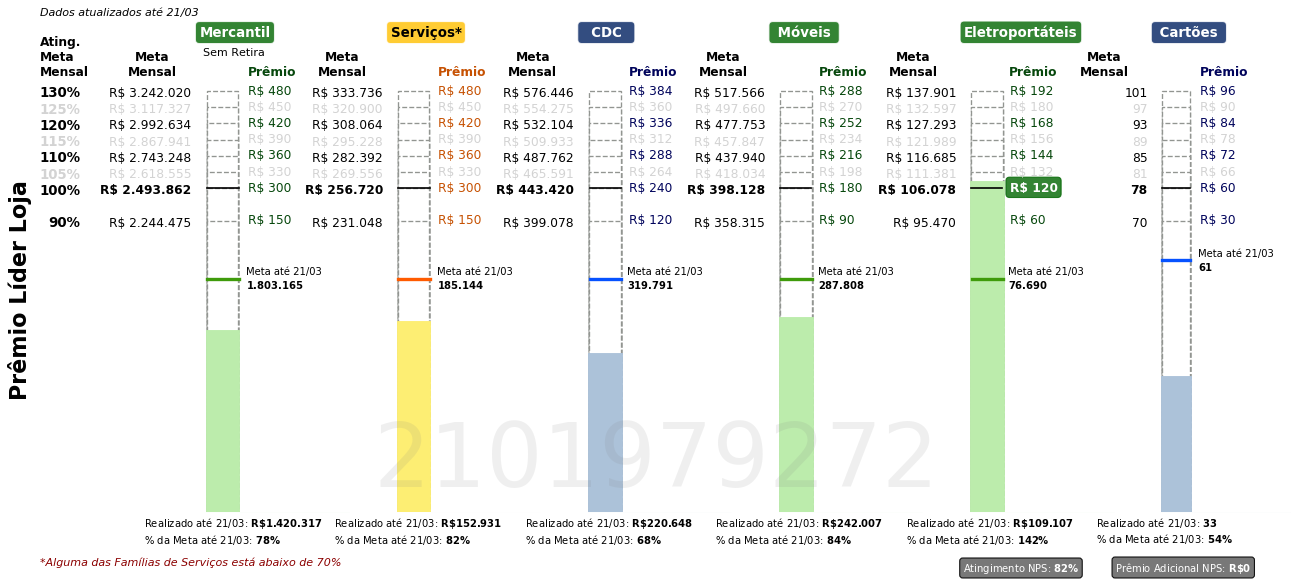 Dados atualizados até 21/03
Mercantil Serviços* CDC Móveis Eletroportáteis Cartões
Sem Retira
Ating. Meta Mensal Meta Mensal Prêmio Meta Mensal Prêmio Meta Mensal Prêmio Meta Mensal Prêmio Meta Mensal Prêmio Meta Mensal Prêmio
130% R$ 3.242.020 R$ 480 R$ 333.736 R$ 480 R$ 576.446 R$ 384 R$ 517.566 R$ 288 R$ 137.901 R$ 192 101 R$ 96
125% R$ 3.117.327 R$ 450 R$ 320.900 R$ 450 R$ 554.275 R$ 360 R$ 497.660 R$ 270 R$ 132.597 R$ 180 97 R$ 90
120% R$ 2.992.634 R$ 420 R$ 308.064 R$ 420 R$ 532.104 R$ 336 R$ 477.753 R$ 252 R$ 127.293 R$ 168 93 R$ 84
115% R$ 2.867.941 R$ 390 R$ 295.228 R$ 390 R$ 509.933 R$ 312 R$ 457.847 R$ 234 R$ 121.989 R$ 156 89 R$ 78
110% R$ 2.743.248 R$ 360 R$ 282.392 R$ 360 R$ 487.762 R$ 288 R$ 437.940 R$ 216 R$ 116.685 R$ 144 85 R$ 72
105% R$ 2.618.555 R$ 330 R$ 269.556 R$ 330 R$ 465.591 R$ 264 R$ 418.034 R$ 198 R$ 111.381 R$ 132 81 R$ 66
100% R$ 2.493.862 R$ 300 R$ 256.720 R$ 300 R$ 443.420 R$ 240 R$ 398.128 R$ 180 R$ 106.078 R$ 120 78 R$ 60
90% R$ 2.244.475 R$ 150 R$ 231.048 R$ 150 R$ 399.078 R$ 120 R$ 358.315 R$ 90 R$ 95.470 R$ 60 70 R$ 30
Prêmio Líder Loja
Meta até 21/03 Meta até 21/03 Meta até 21/03 Meta até 21/03 Meta até 21/03 Meta até 21/03
1.803.165 185.144 319.791 287.808 76.690 61
2101979272
Realizado até 21/03: R$1.420.317 Realizado até 21/03: R$152.931 Realizado até 21/03: R$220.648 Realizado até 21/03: R$242.007 Realizado até 21/03: R$109.107 Realizado até 21/03: 33
% da Meta até 21/03: 78% % da Meta até 21/03: 82% % da Meta até 21/03: 68% % da Meta até 21/03: 84% % da Meta até 21/03: 142% % da Meta até 21/03: 54%
*Alguma das Famílias de Serviços está abaixo de 70%
Atingimento NPS: 82% Prêmio Adicional NPS: R$0